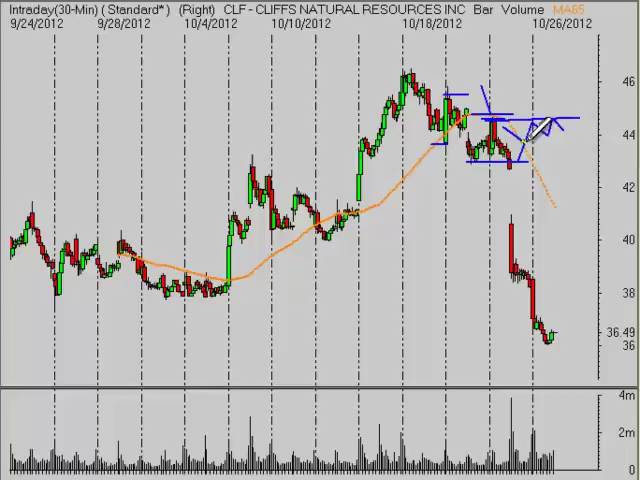 Intraday(30-Min) (Standard*) (Right) CLF - CLIFFS NATURAL RESOURCES INC Bar Volume MA65
9/24/2012 9/28/2012 10/4/2012 10/10/2012 10/18/2012 10/26/2012
46
44
42
40
38
36.49
36
4m
2m
0